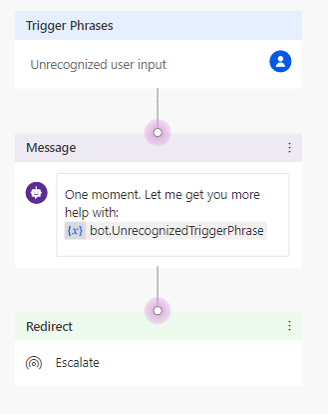 Trigger Phrases
Unrecognized user input
Message
One moment. Let me get you more
help with:
{x} bot.UnrecognizedTriggerPhrase
Redirect
Escalate